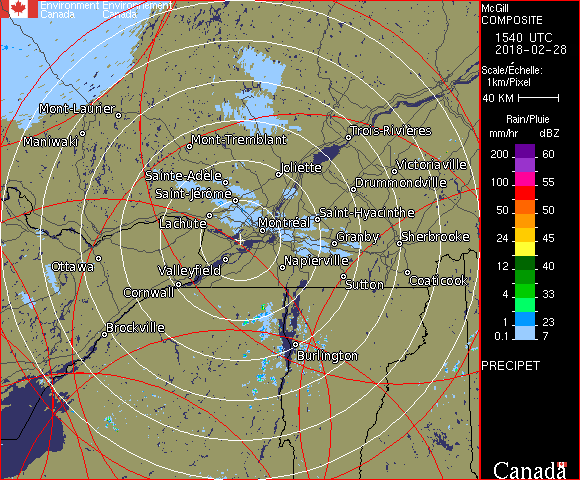 Environment Environnement
Canada Canada
McGill
COMPOSITE
1540 UTC
2018-02-28
Scale/Échelle:
1km/Pixel
40 KM
Rain/Pluie
mm/hr dBZ
200 60
155 57
100 55
50 50
24 45
12 40
4 33
1 23
0.1 7
PRECIPET
Canada
Mont-Laurier
Maniwaki
Mont-Tremblant
Trois-Rivières
Joliette
Victoriaville
Sainte-Adèle
Drummondville
Saint-Jérôme
Saint-Hyacinthe
Lachute
Montréal
Granby
Sherbrooke
Ottawa
Valleyfield
Napierville
Cornwall
Sutton
Coaticook
Brockville
Burlington